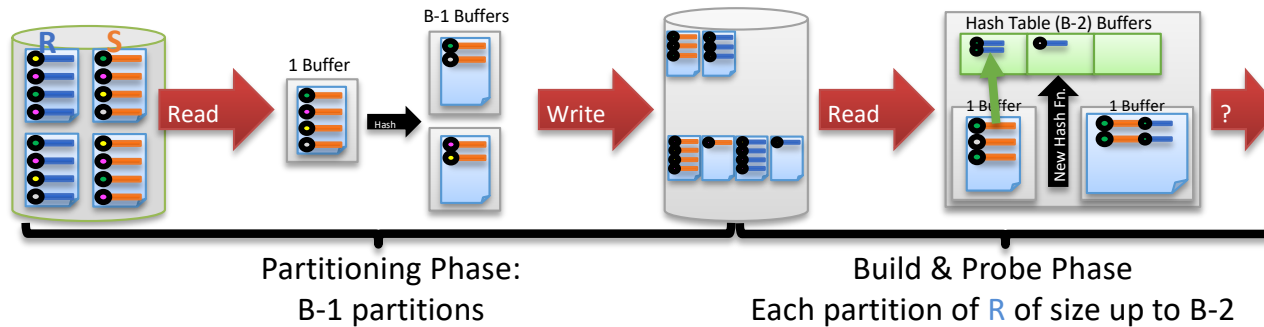 R S
Read
1 Buffer
Hash
B-1 Buffers
Write
Read
Hash Table (B-2) Buffers
1 Buffer
New Hash Fn.
1 Buffer
?
Partitioning Phase:
B-1 partitions
Build & Probe Phase
Each partition of R of size up to B-2